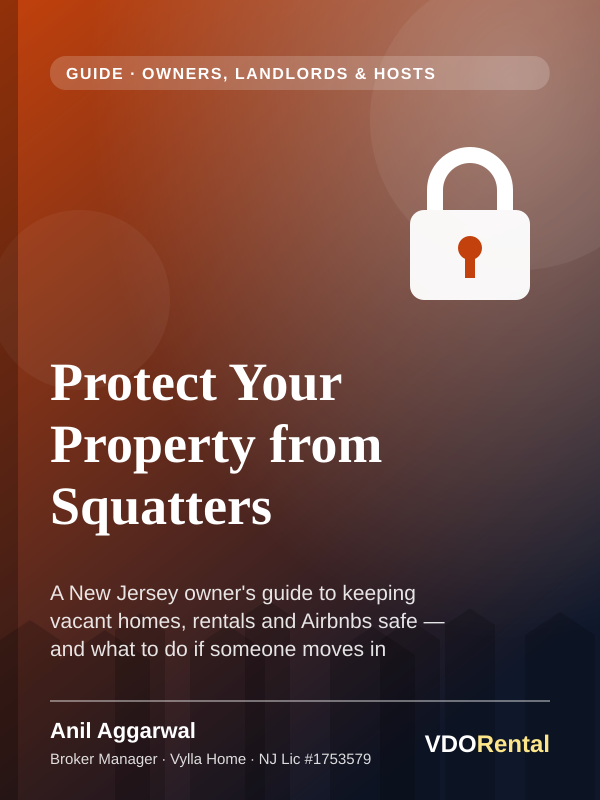 GUIDE · OWNERS, LANDLORDS & HOSTS
Protect Your
Property from
Squatters
A New Jersey owner's guide to keeping
vacant homes, rentals and Airbnbs safe —
and what to do if someone moves in
Anil Aggarwal
Broker Manager · Vylla Home · NJ Lic #1753579
VDORental